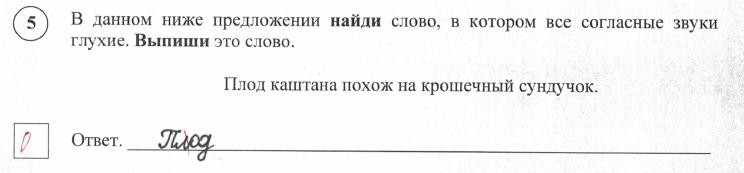 5 В данном ниже предложении найди слово, в котором все согласные звуки
глухие. Выпиши это слово.
Плод каштана похож на крошечный сундучок.
0 Ответ. Плод